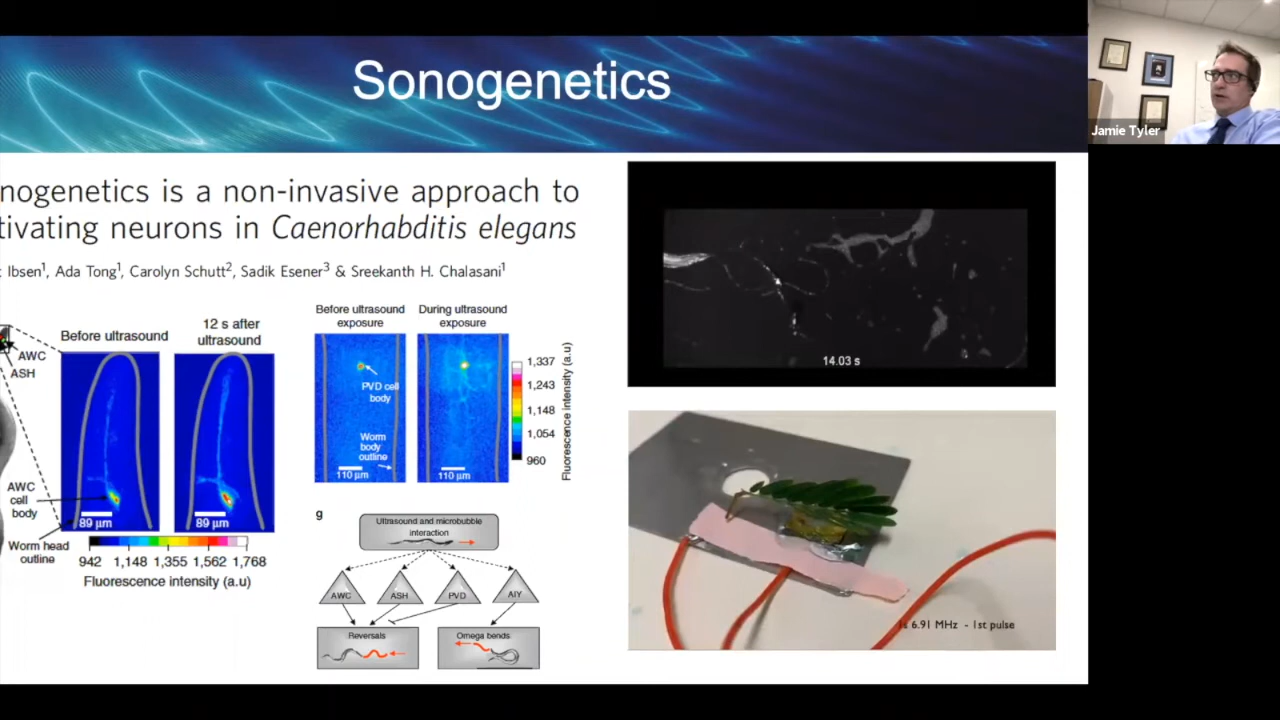 Sonogenetics
Jamie Tyler
nogenetics is a non-invasive approach to
tivating neurons in Caenorhabditis elegans
Ibsen1, Ada Tong1, Carolyn Schutt2, Sadik Esener3 & Sreekanth H. Chalasani1
AWC
ASH
Before ultrasound
12 s after
ultrasound
AWC
cell
body
89 µm
89 µm
Worm head
outline
942 1,148 1,355 1,562 1,768
Fluorescence intensity (a.u)
Before ultrasound
exposure
During ultrasound
exposure
PVD cell
body
Worm
body
outline
110 µm
110 µm
1,337
1,243
1,148
1,054
960
Fluorescence intensity (a.u)
g
Ultrasound and microbubble
interaction
AWC
ASH
PVD
AIY
Reversals
Omega bends
14.03 s
6.91 MHz - 1st pulse